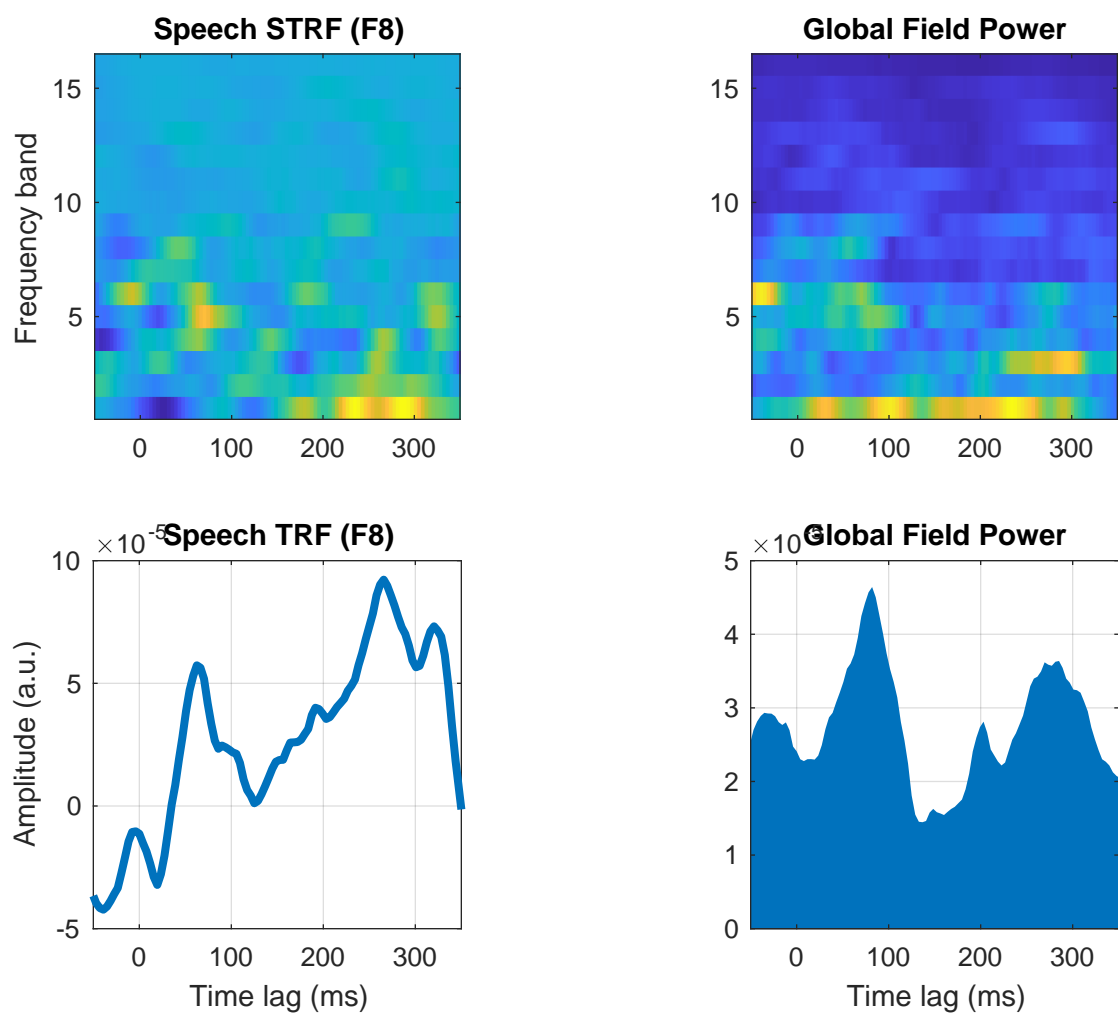 Speech STRF (F8)
Frequency band
15
10
5
0 100 200 300
Global Field Power
15
10
5
0 100 200 300
Speech TRF (F8)
×10-5
Amplitude (a.u.)
10
5
0
-5
0 100 200 300
Time lag (ms)
Global Field Power
×10-5
5
4
3
2
1
0
0 100 200 300
Time lag (ms)